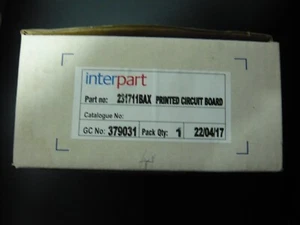 interpart
Part no: 231711BAX PRINTED CIRCUIT BOARD
Catalogue No:
GC No: 379031 Pack Qty: 1 22/04/17